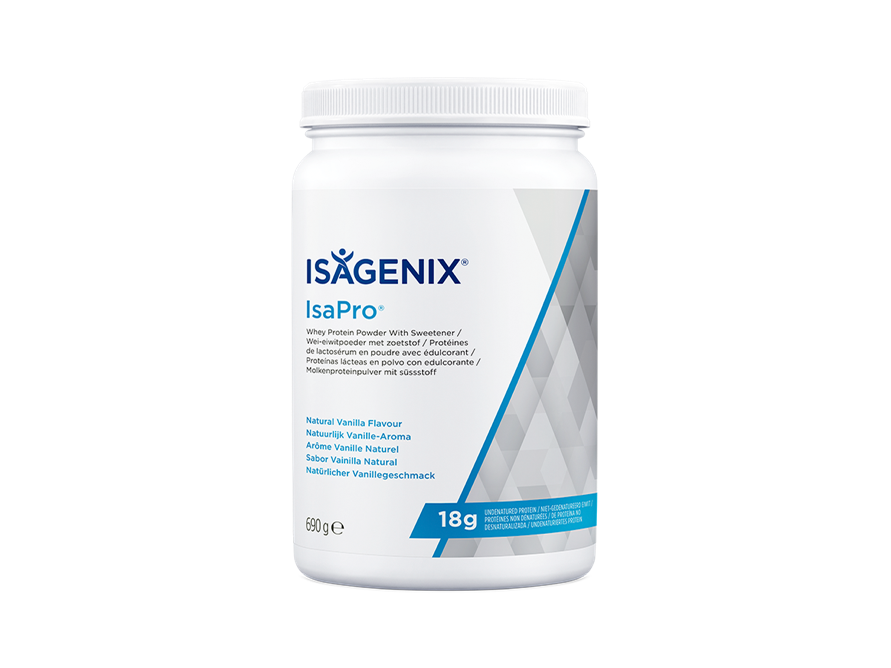 ISAGENIX®
IsaPro®
Whey Protein Powder With Sweetener /
Wei-eiwitpoeder met zoetstof / Protéines
de lactosérum en poudre avec édulcorant /
Proteínas lácteas en polvo con edulcorante /
Molkenproteinpulver mit süssstoff
Natural Vanilla Flavour
Natuurlijk Vanille-Aroma
Arôme Vanille Naturel
Sabor Vainilla Natural
Natürlicher Vanillegeschmack
690 g ℮
18g
UNDENATURED PROTEIN / NIET-GEDENATUREERD EIWIT /
PROTÉINES NON DÉNATURÉES / DE PROTEÍNA NO
DESNATURALIZADA / UNDENATURIERTES PROTEIN